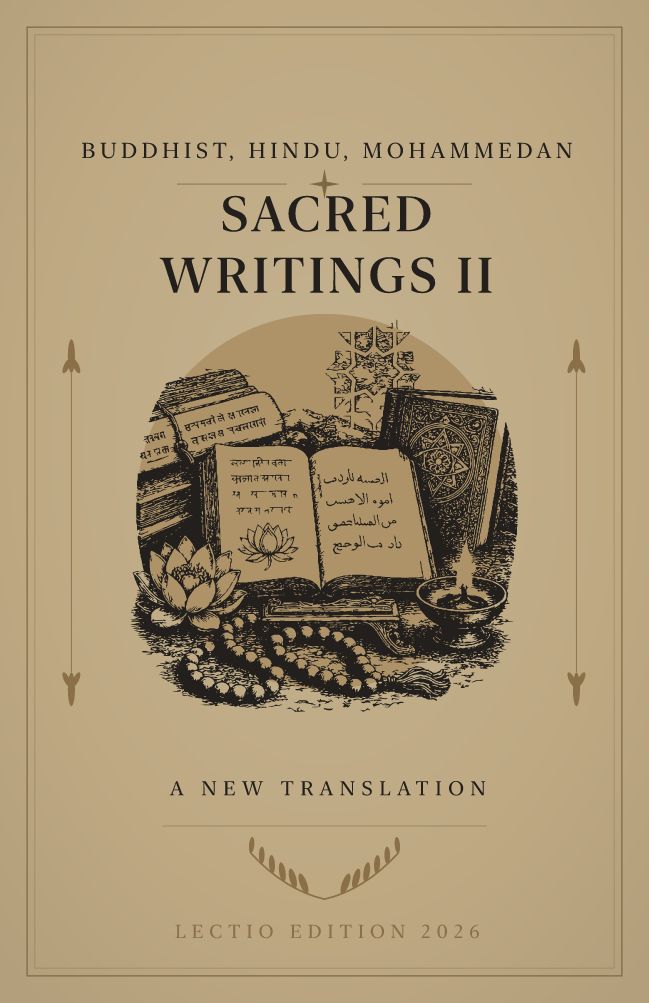 BUDDHIST, HINDU, MOHAMMEDAN
SACRED
WRITINGS II
A NEW TRANSLATION
LECTIO EDITION 2026